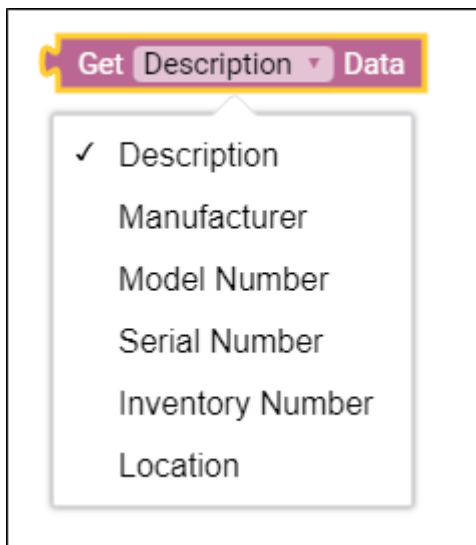 Get Description Data
Description
Manufacturer
Model Number
Serial Number
Inventory Number
Location